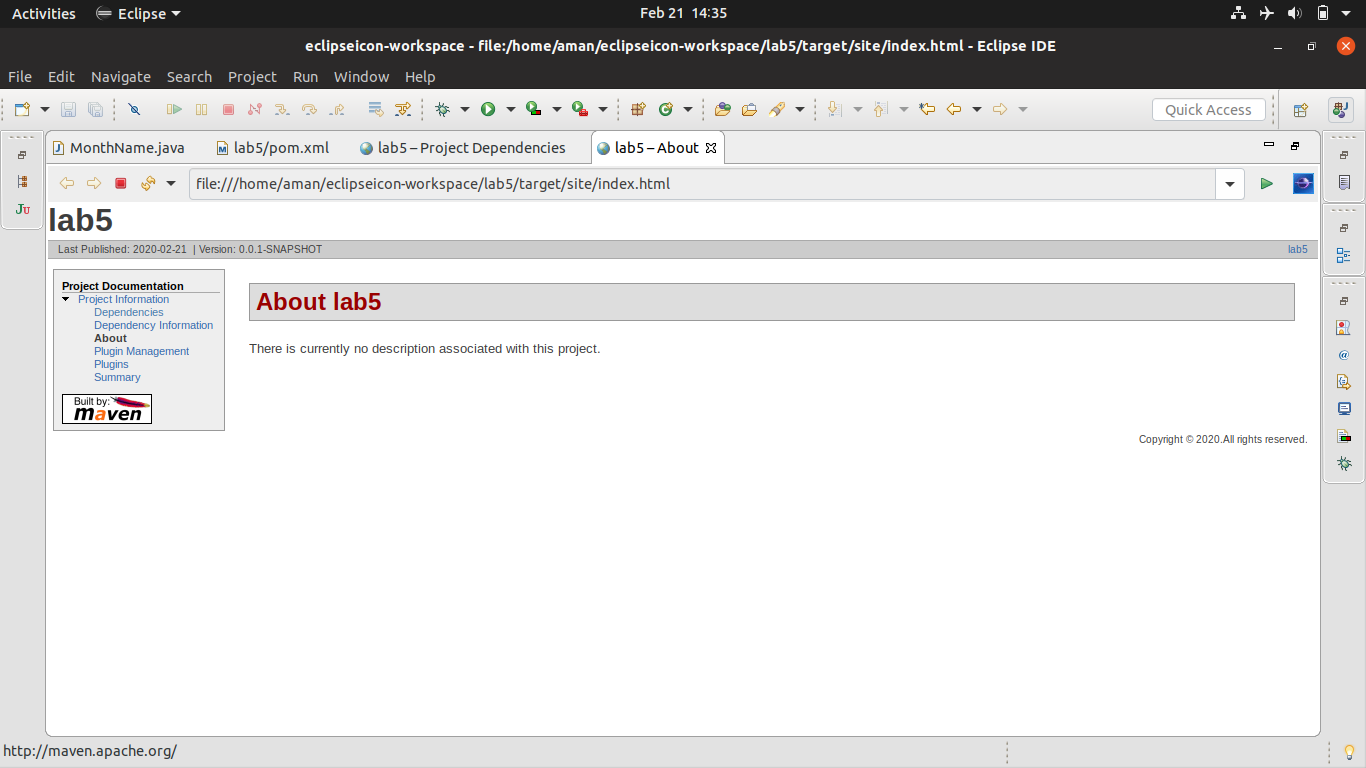 Activities Eclipse Feb 21 14:35
eclipseicon-workspace - file:/home/aman/eclipseicon-workspace/lab5/target/site/index.html - Eclipse IDE
File Edit Navigate Search Project Run Window Help
Quick Access
MonthName.java lab5/pom.xml lab5 – Project Dependencies lab5 – About
file:///home/aman/eclipseicon-workspace/lab5/target/site/index.html
lab5
Last Published: 2020-02-21 | Version: 0.0.1-SNAPSHOT lab5
Project Documentation
Project Information
Dependencies
Dependency Information
About
Plugin Management
Plugins
Summary
Built by:
maven
About lab5
There is currently no description associated with this project.
Copyright © 2020.All rights reserved.
http://maven.apache.org/